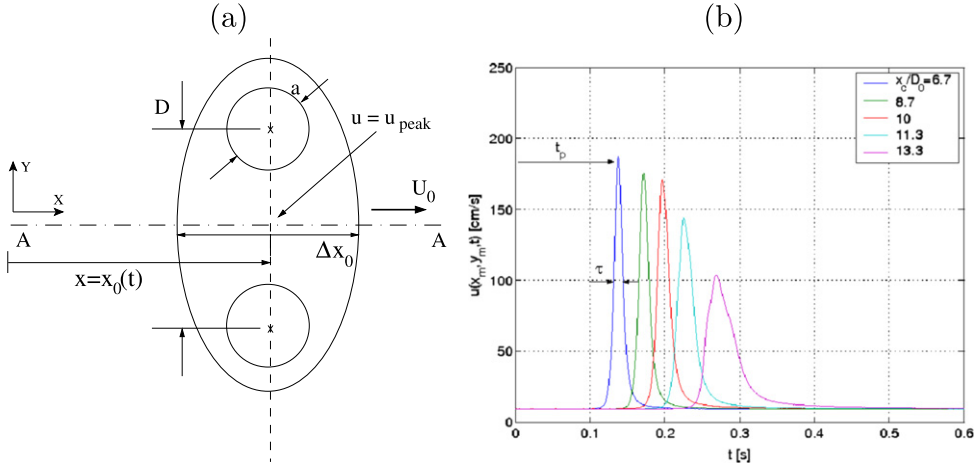 (a)
(b)
D
a
u = u peak
Y
X
U0
A
A
Δx0
x=x0(t)
250
200
150
100
50
0
u(xm,ym,t) [cm/s]
xc/D0=6.7
8.7
10
11.3
13.3
tp
τ
0
0.1
0.2
0.3
0.4
0.5
0.6
t [s]